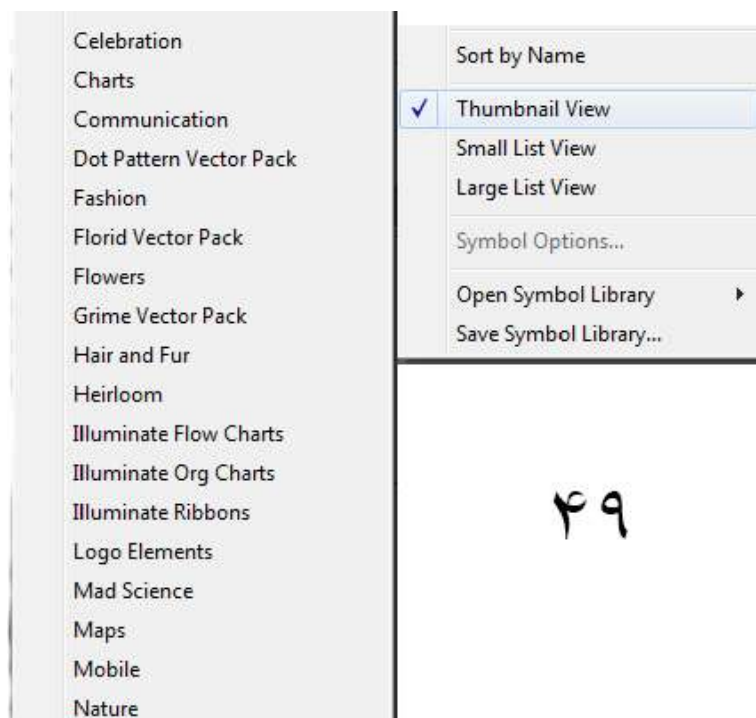 Celebration
Charts
Communication
Dot Pattern Vector Pack
Fashion
Florid Vector Pack
Flowers
Grime Vector Pack
Hair and Fur
Heirloom
Illuminate Flow Charts
Illuminate Org Charts
Illuminate Ribbons
Logo Elements
Mad Science
Maps
Mobile
Nature
Sort by Name
Thumbnail View
Small List View
Large List View
Symbol Options...
Open Symbol Library
Save Symbol Library...
۴۹